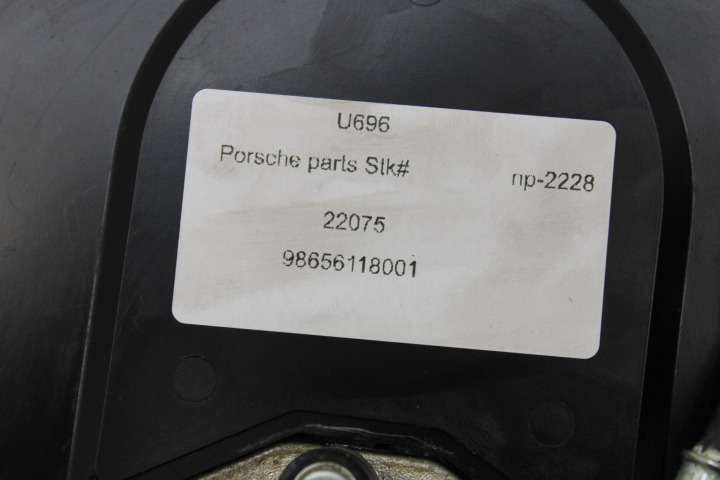 U696
Porsche parts Stk# np-2228
22075
98656118001